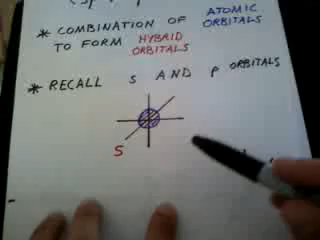 * COMBINATION OF ATOMIC ORBITALS
TO FORM HYBRID ORBITALS
* RECALL S AND P ORBITALS
S